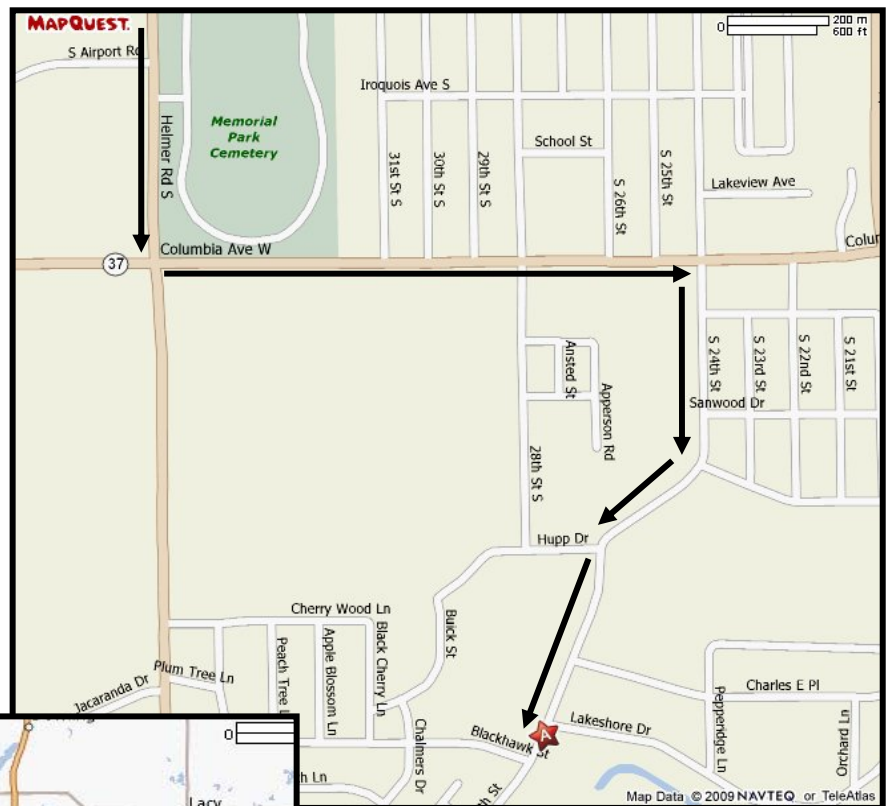 MAPQUEST.
0
200 m
600 ft
S Airport Rd
Iroquois Ave S
Memorial
Park
Cemetery
Helmer Rd S
School St
31st St S
30th St S
29th St S
S 26th St
S 25th St
Lakeview Ave
Columbia Ave W
37
Ansted St
Apperson Rd
S 24th St
S 23rd St
S 22nd St
S 21st St
Sanwood Dr
28th St S
Hupp Dr
Cherry Wood Ln
Buick St
Black Cherry Ln
Apple Blossom Ln
Peach Tree
Plum Tree Ln
Jacaranda Dr
Charles E Pl
Pepperidge Ln
Orchard Ln
Lakeshore Dr
Chalmers Dr
Blackhawk St
A
0
Lacy
Ln
St
Map Data © 2009 NAVTEQ or TeleAtlas